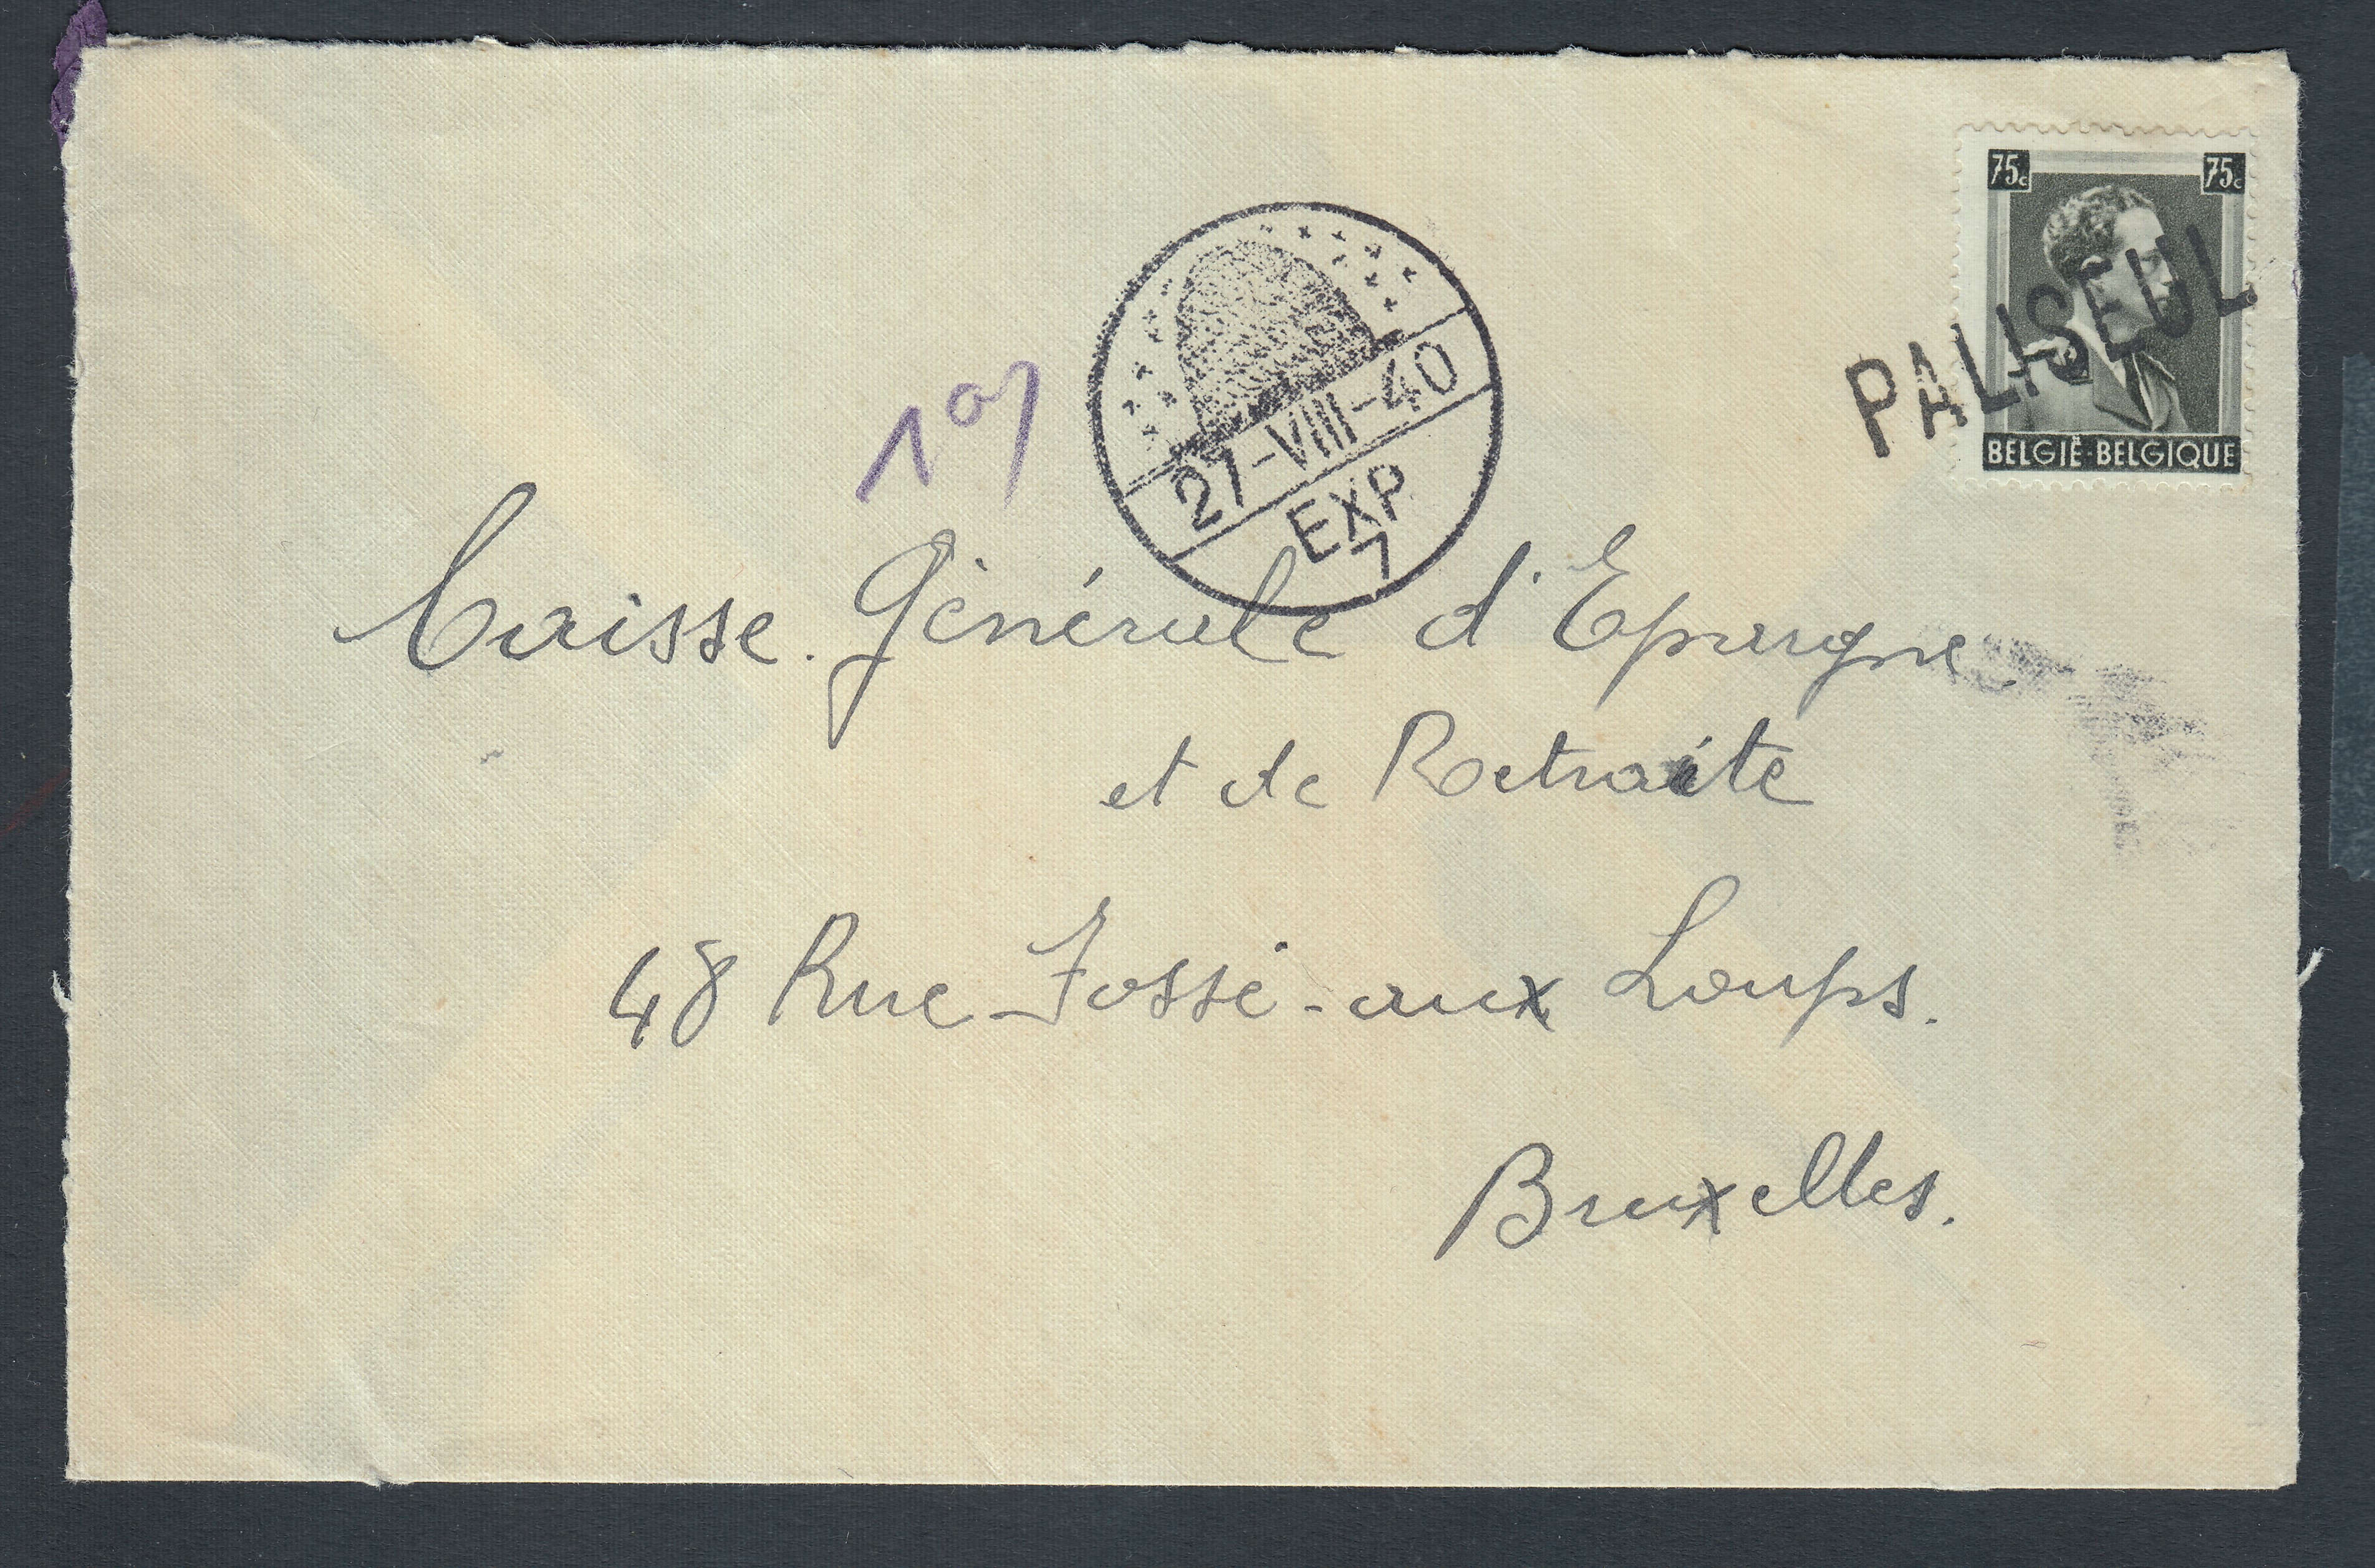 75c 75c
PALISEUL
BELGIË-BELGIQUE
27-VIII-40
EXP
7
Caisse Générale d'Epargne
et de Retraite
48 Rue Fossé-aux Loups.
Bruxelles.